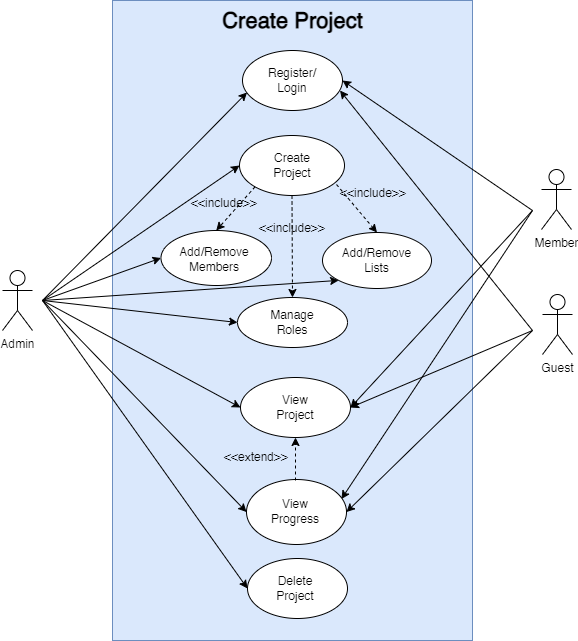 Create Project
Register/
Login
Create
Project
<<include>>
<<include>>
<<include>>
Add/Remove
Members
Add/Remove
Lists
Member
Admin
Manage
Roles
Guest
View
Project
<<extend>>
View
Progress
Delete
Project